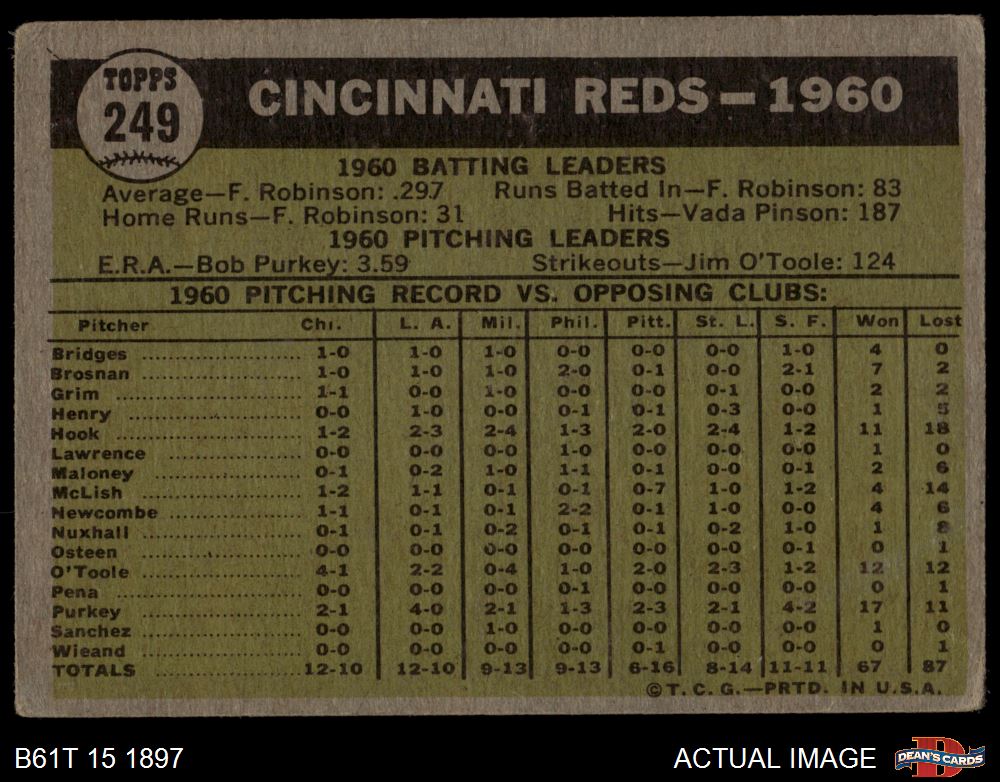 TOPPS
249
CINCINNATI REDS—1960
1960 BATTING LEADERS
Average—F. Robinson: .297 Runs Batted In—F. Robinson: 83
Home Runs—F. Robinson: 31 Hits—Vada Pinson: 187
1960 PITCHING LEADERS
E.R.A.—Bob Purkey: 3.59 Strikeouts—Jim O'Toole: 124
1960 PITCHING RECORD VS. OPPOSING CLUBS:
Pitcher Chi. L. A. Mil. Phil. Pitt. St. L. S. F. Won Lost
Bridges 1-0 1-0 1-0 0-0 0-0 0-0 1-0 4 0
Brosnan 1-0 1-0 1-0 2-0 0-1 0-0 2-1 7 2
Grim 1-1 0-0 1-0 0-0 0-0 0-1 0-0 2 2
Henry 0-0 1-0 0-0 0-1 0-1 0-3 0-0 1 5
Hook 1-2 2-3 2-4 1-3 2-0 2-4 1-2 11 18
Lawrence 0-0 0-0 0-0 1-0 0-0 0-0 0-0 1 0
Maloney 0-1 0-2 1-0 1-1 0-1 0-0 0-1 2 6
McLish 1-2 1-1 0-1 0-1 0-7 1-0 1-2 4 14
Newcombe 1-1 0-1 0-1 2-2 0-1 1-0 0-0 4 6
Nuxhall 0-1 0-1 0-2 0-1 0-1 0-2 1-0 1 8
Osteen 0-0 0-0 0-0 0-0 0-0 0-0 0-1 0 1
O'Toole 4-1 2-2 0-4 1-0 2-0 2-3 1-2 12 12
Pena 0-0 0-0 0-0 0-1 0-0 0-0 0-0 0 1
Purkey 2-1 4-0 2-1 1-3 2-3 2-1 4-2 17 11
Sanchez 0-0 0-0 1-0 0-0 0-0 0-0 0-0 1 0
Wieand 0-0 0-0 0-0 0-0 0-1 0-0 0-0 0 1
TOTALS 12-10 12-10 9-13 9-13 6-16 8-14 11-11 67 87
© T. C. G.—PRTD. IN U.S.A.
B61T 15 1897
ACTUAL IMAGE
D
DEAN'S CARDS